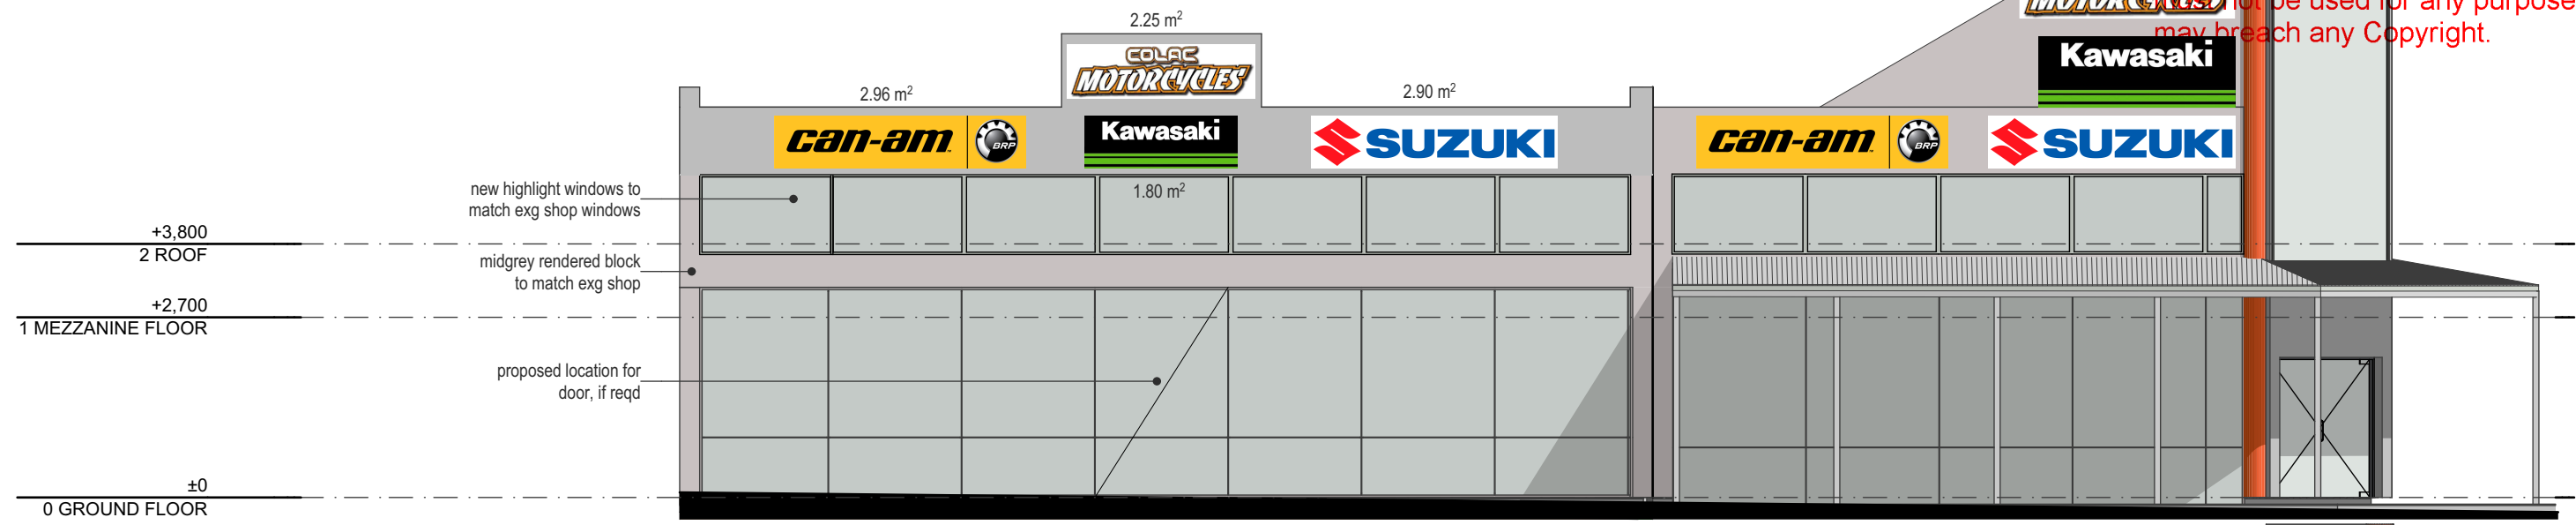 2.25 m²
must not be used for any purpose
may breach any Copyright.
COLAC
MOTORCYCLES
MOTORCYCLES
Kawasaki
2.96 m²
2.90 m²
can-am
BRP
Kawasaki
SUZUKI
can-am
BRP
SUZUKI
new highlight windows to
match exg shop windows
1.80 m²
+3,800
2 ROOF
midgrey rendered block
to match exg shop
+2,700
1 MEZZANINE FLOOR
proposed location for
door, if reqd
±0
0 GROUND FLOOR